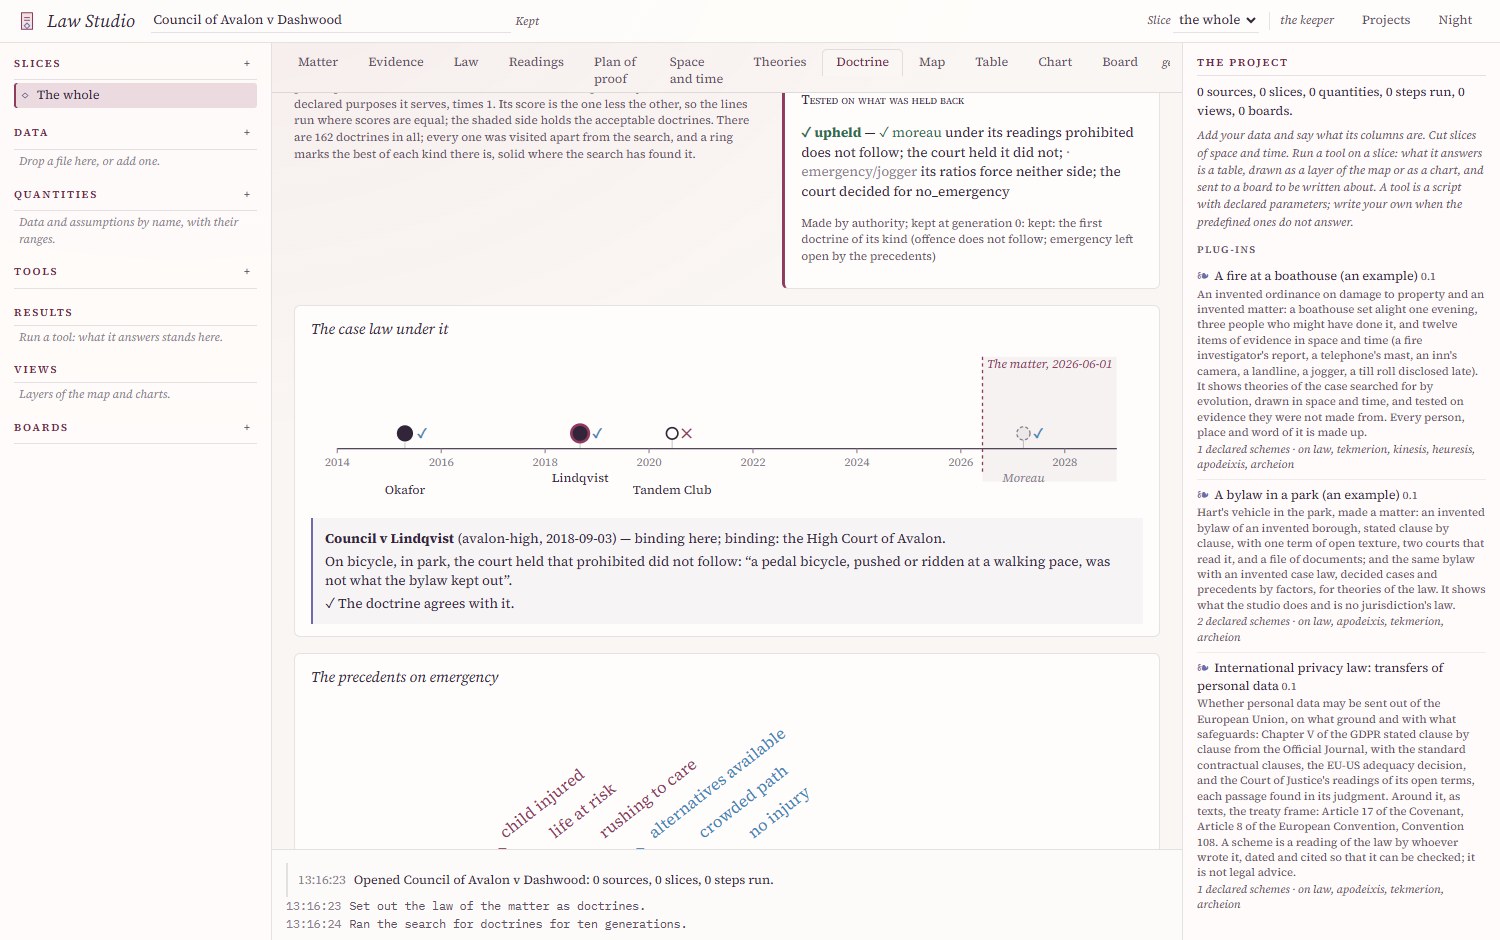 Law Studio
Council of Avalon v Dashwood
Kept
Slice the whole
the keeper
Projects
Night
SLICES +
The whole
DATA +
Drop a file here, or add one.
QUANTITIES +
Data and assumptions by name, with their
ranges.
TOOLS +
RESULTS
Run a tool: what it answers stands here.
VIEWS
Layers of the map and charts.
BOARDS +
Matter
Evidence
Law
Readings
Plan of
proof
Space
and time
Theories
Doctrine
Map
Table
Chart
Board
declared purposes it serves, times 1. Its score is the one less the other, so the lines
run where scores are equal; the shaded side holds the acceptable doctrines. There
are 162 doctrines in all; every one was visited apart from the search, and a ring
marks the best of each kind there is, solid where the search has found it.
Tested on what was held back
✓ upheld — ✓ moreau under its readings prohibited
does not follow; the court held it did not; ·
emergency/jogger its ratios force neither side; the
court decided for no_emergency
Made by authority; kept at generation 0: kept: the first
doctrine of its kind (offence does not follow; emergency left
open by the precedents)
The case law under it
The matter, 2026-06-01
✓
✓
✓
2014
2016
2018
2020
2022
2024
2026
2028
Okafor
Lindqvist
Tandem Club
Moreau
Council v Lindqvist (avalon-high, 2018-09-03) — binding here; binding: the High Court of Avalon.
On bicycle, in park, the court held that prohibited did not follow: “a pedal bicycle, pushed or ridden at a walking pace, was
not what the bylaw kept out”.
✓ The doctrine agrees with it.
The precedents on emergency
child injured
life at risk
rushing to care
alternatives available
crowded path
no injury
13:16:23 Opened Council of Avalon v Dashwood: 0 sources, 0 slices, 0 steps run.
13:16:23 Set out the law of the matter as doctrines.
13:16:24 Ran the search for doctrines for ten generations.
THE PROJECT
0 sources, 0 slices, 0 quantities, 0 steps run, 0
views, 0 boards.
Add your data and say what its columns are. Cut slices
of space and time. Run a tool on a slice: what it answers
is a table, drawn as a layer of the map or as a chart, and
sent to a board to be written about. A tool is a script
with declared parameters; write your own when the
predefined ones do not answer.
PLUG-INS
A fire at a boathouse (an example) 0.1
An invented ordinance on damage to property and an
invented matter: a boathouse set alight one evening,
three people who might have done it, and twelve
items of evidence in space and time (a fire
investigator's report, a telephone's mast, an inn's
camera, a landline, a jogger, a till roll disclosed late).
It shows theories of the case searched for by
evolution, drawn in space and time, and tested on
evidence they were not made from. Every person,
place and word of it is made up.
1 declared schemes · on law, tekmerion, kinesis, heuresis,
apodeixis, archeion
A bylaw in a park (an example) 0.1
Hart's vehicle in the park, made a matter: an invented
bylaw of an invented borough, stated clause by
clause, with one term of open texture, two courts that
read it, and a file of documents; and the same bylaw
with an invented case law, decided cases and
precedents by factors, for theories of the law. It shows
what the studio does and is no jurisdiction's law.
2 declared schemes · on law, apodeixis, tekmerion,
archeion
International privacy law: transfers of
personal data 0.1
Whether personal data may be sent out of the
European Union, on what ground and with what
safeguards: Chapter V of the GDPR stated clause by
clause from the Official Journal, with the standard
contractual clauses, the EU-US adequacy decision,
and the Court of Justice's readings of its open terms,
each passage found in its judgment. Around it, as
texts, the treaty frame: Article 17 of the Covenant,
Article 8 of the European Convention, Convention
108. A scheme is a reading of the law by whoever
wrote it, dated and cited so that it can be checked; it
is not legal advice.
1 declared schemes · on law, apodeixis, tekmerion,
archeion